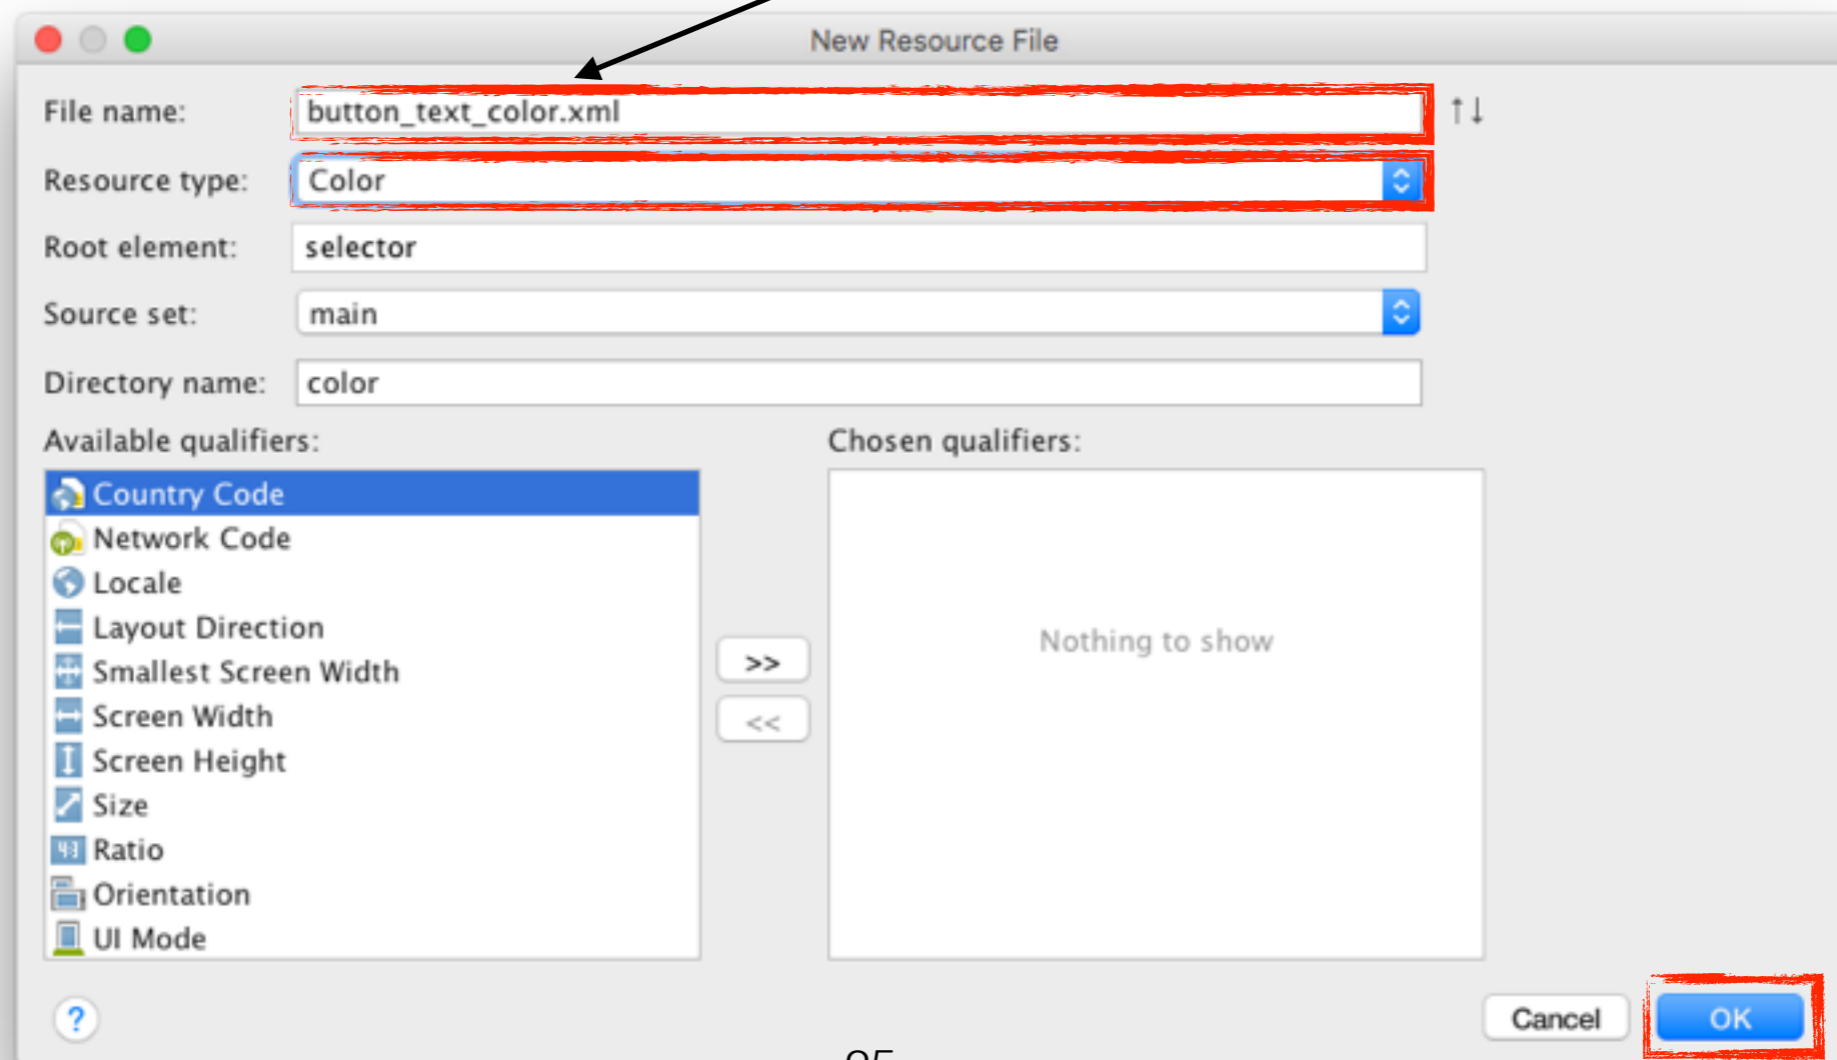 New Resource File
File name: button_text_color.xml ↑↓
Resource type: Color
Root element: selector
Source set: main
Directory name: color
Available qualifiers: Chosen qualifiers:
Country Code
Network Code
Locale
Layout Direction
Smallest Screen Width
Screen Width
Screen Height
Size
Ratio
Orientation
UI Mode
Nothing to show
>>
<<
? Cancel OK